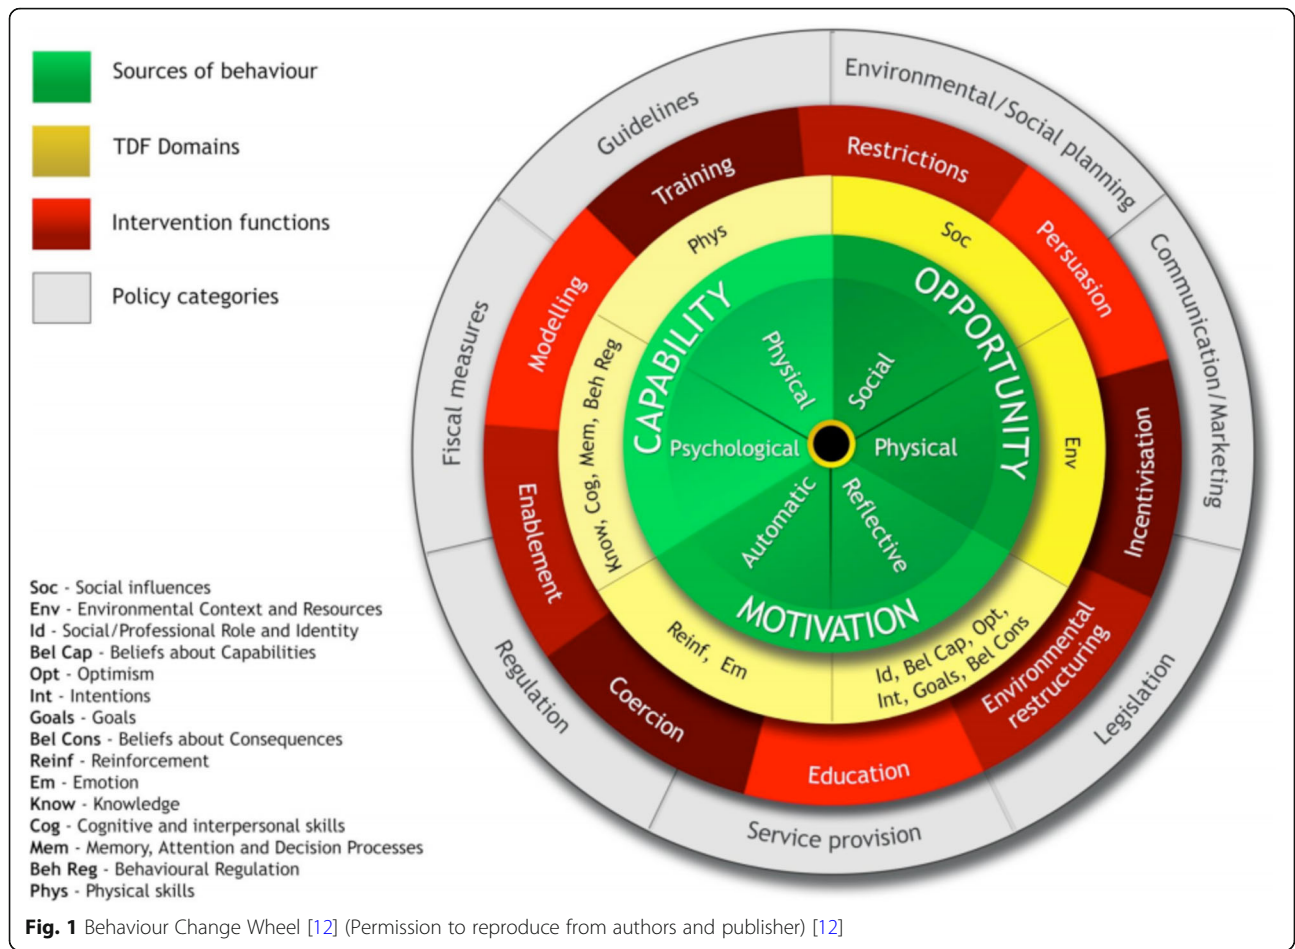 Sources of behaviour
TDF Domains
Intervention functions
Policy categories
Guidelines
Environmental/Social planning
Communication/Marketing
Legislation
Service provision
Regulation
Fiscal measures
Training
Restrictions
Persuasion
Incentivisation
Environmental
restructuring
Education
Coercion
Enablement
Modelling
Phys
Soc
Env
Id, Bel Cap, Opt,
Int, Goals, Bel Cons
Reinf, Em
Know, Cog, Mem, Beh Reg
CAPABILITY
OPPORTUNITY
MOTIVATION
Physical
Social
Psychological
Physical
Automatic
Reflective
Soc - Social influences
Env - Environmental Context and Resources
Id - Social/Professional Role and Identity
Bel Cap - Beliefs about Capabilities
Opt - Optimism
Int - Intentions
Goals - Goals
Bel Cons - Beliefs about Consequences
Reinf - Reinforcement
Em - Emotion
Know - Knowledge
Cog - Cognitive and interpersonal skills
Mem - Memory, Attention and Decision Processes
Beh Reg - Behavioural Regulation
Phys - Physical skills
Fig. 1 Behaviour Change Wheel [12] (Permission to reproduce from authors and publisher) [12]